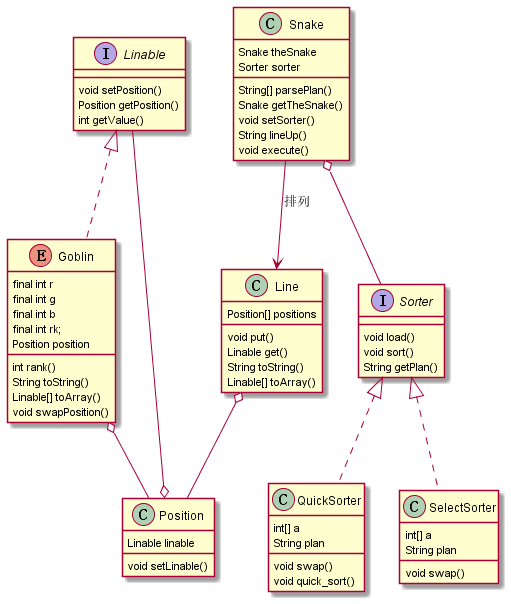 I Linable
void setPosition()
Position getPosition()
int getValue()
C Snake
Snake theSnake
Sorter sorter
String[] parsePlan()
Snake getTheSnake()
void setSorter()
String lineUp()
void execute()
排列
E Goblin
final int r
final int g
final int b
final int rk;
Position position
int rank()
String toString()
Linable[] toArray()
void swapPosition()
C Line
Position[] positions
void put()
Linable get()
String toString()
Linable[] toArray()
I Sorter
void load()
void sort()
String getPlan()
C Position
Linable linable
void setLinable()
C QuickSorter
int[] a
String plan
void swap()
void quick_sort()
C SelectSorter
int[] a
String plan
void swap()